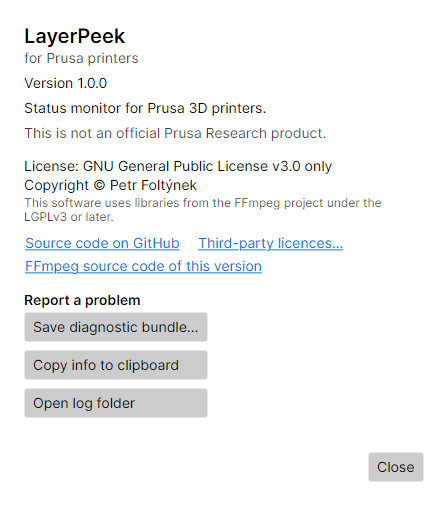 LayerPeek
for Prusa printers
Version 1.0.0
Status monitor for Prusa 3D printers.
This is not an official Prusa Research product.
License: GNU General Public License v3.0 only
Copyright © Petr Foltýnek
This software uses libraries from the FFmpeg project under the
LGPLv3 or later.
Source code on GitHub Third-party licences...
FFmpeg source code of this version
Report a problem
Save diagnostic bundle...
Copy info to clipboard
Open log folder
Close